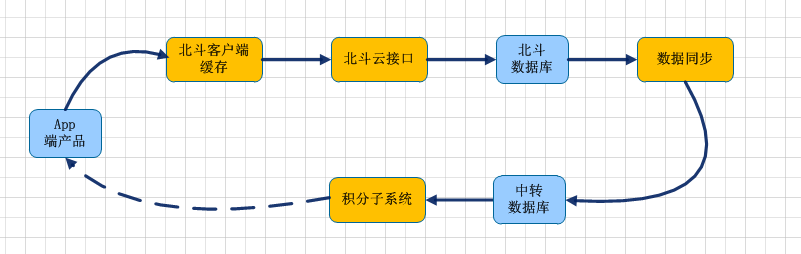 北斗客户端
缓存
北斗云接口
北斗
数据库
数据同步
App
端产品
积分子系统
中转
数据库